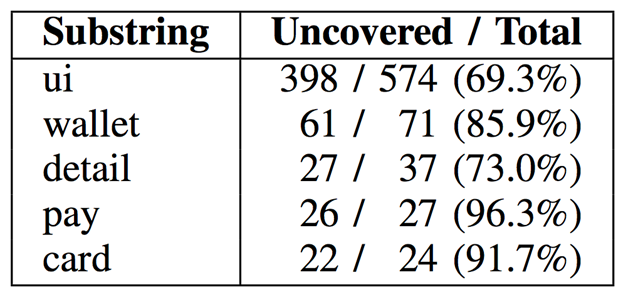 Substring Uncovered / Total
ui 398 / 574 (69.3%)
wallet 61 / 71 (85.9%)
detail 27 / 37 (73.0%)
pay 26 / 27 (96.3%)
card 22 / 24 (91.7%)